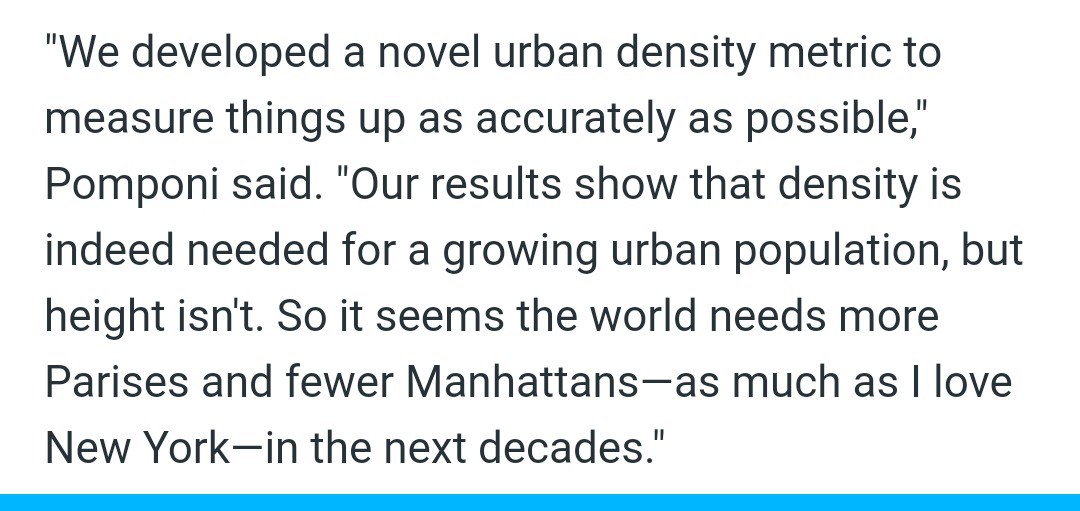 "We developed a novel urban density metric to
measure things up as accurately as possible,"
Pomponi said. "Our results show that density is
indeed needed for a growing urban population, but
height isn't. So it seems the world needs more
Parises and fewer Manhattans—as much as I love
New York—in the next decades."